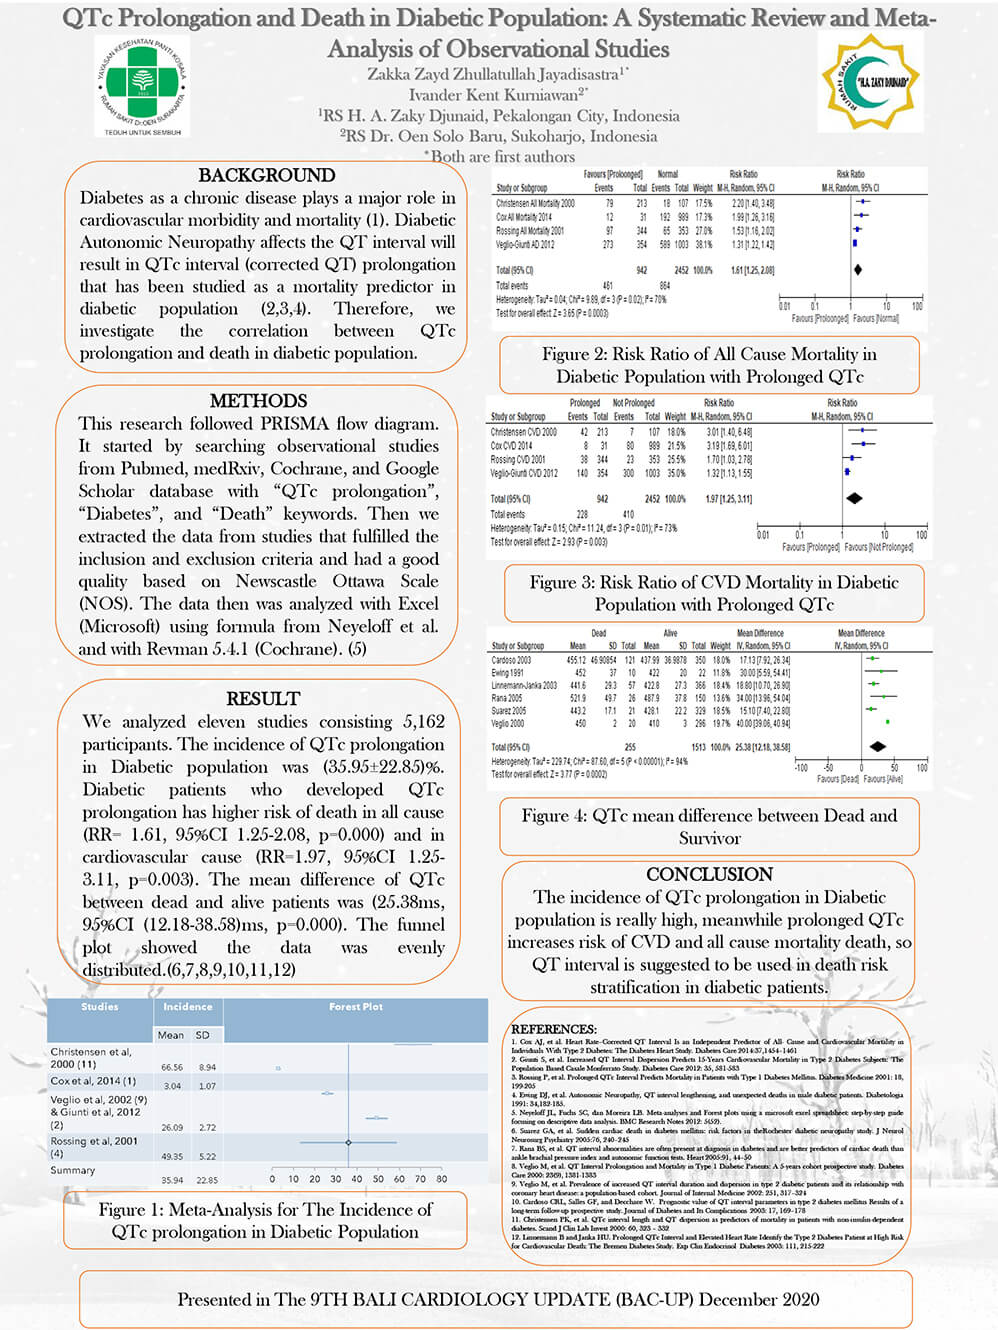 QTc Prolongation and Death in Diabetic Population: A Systematic Review and Meta-
Analysis of Observational Studies
Zakka Zayd Zhullatullah Jayadisastra1*
Ivander Kent Kurniawan2*
1RS H. A. Zaky Djunaid, Pekalongan City, Indonesia
2RS Dr. Oen Solo Baru, Sukoharjo, Indonesia
*Both are first authors
YAYASAN KESEHATAN PANTI KOSALA
RUMAH SAKIT Dr. OEN SURAKARTA
TEDUH UNTUK SEMBUH
RUMAH SAKIT
"H.A. ZAKY DJUNAID"
BACKGROUND
Diabetes as a chronic disease plays a major role in
cardiovascular morbidity and mortality (1). Diabetic
Autonomic Neuropathy affects the QT interval will
result in QTc interval (corrected QT) prolongation
that has been studied as a mortality predictor in
diabetic population (2,3,4). Therefore, we
investigate the correlation between QTc
prolongation and death in diabetic population.
METHODS
This research followed PRISMA flow diagram.
It started by searching observational studies
from Pubmed, medRxiv, Cochrane, and Google
Scholar database with “QTc prolongation”,
“Diabetes”, and “Death” keywords. Then we
extracted the data from studies that fulfilled the
inclusion and exclusion criteria and had a good
quality based on Newscastle Ottawa Scale
(NOS). The data then was analyzed with Excel
(Microsoft) using formula from Neyeloff et al.
and with Revman 5.4.1 (Cochrane). (5)
RESULT
We analyzed eleven studies consisting 5,162
participants. The incidence of QTc prolongation
in Diabetic population was (35.95±22.85)%.
Diabetic patients who developed QTc
prolongation has higher risk of death in all cause
(RR= 1.61, 95%CI 1.25-2.08, p=0.000) and in
cardiovascular cause (RR=1.97, 95%CI 1.25-
3.11, p=0.003). The mean difference of QTc
between dead and alive patients was (25.38ms,
95%CI (12.18-38.58)ms, p=0.000). The funnel
plot showed the data was evenly
distributed.(6,7,8,9,10,11,12)
Studies Incidence Forest Plot
Mean SD
Christensen et al,
2000 (11) 66.56 8.94
Cox et al, 2014 (1) 3.04 1.07
Veglio et al, 2002 (9)
& Giunti et al, 2012
(2) 26.09 2.72
Rossing et al, 2001
(4) 49.35 5.22
Summary
35.94 22.85
0 10 20 30 40 50 60 70 80
Figure 1: Meta-Analysis for The Incidence of
QTc prolongation in Diabetic Population
Favours [Proloonged] Normal Risk Ratio Risk Ratio
Study or Subgroup Events Total Events Total Weight M-H, Random, 95% CI M-H, Random, 95% CI
Christensen All Mortality 2000 79 213 18 107 17.5% 2.20 [1.40, 3.48]
Cox All Mortality 2014 12 31 192 989 17.3% 1.99 [1.26, 3.16]
Rossing All Mortality 2001 97 344 65 353 27.0% 1.53 [1.16, 2.02]
Veglio-Giunti AD 2012 273 354 589 1003 38.1% 1.31 [1.22, 1.42]
Total (95% CI) 942 2452 100.0% 1.61 [1.25, 2.08]
Total events 461 864
Heterogeneity: Tau² = 0.04; Chi² = 9.89, df = 3 (P = 0.02); I² = 70%
Test for overall effect: Z = 3.65 (P = 0.0003)
0.01 0.1 1 10 100
Favours [Proloonged] Favours [Normal]
Figure 2: Risk Ratio of All Cause Mortality in
Diabetic Population with Prolonged QTc
Prolonged Not Prolonged Risk Ratio Risk Ratio
Study or Subgroup Events Total Events Total Weight M-H, Random, 95% CI M-H, Random, 95% CI
Christensen CVD 2000 42 213 7 107 18.0% 3.01 [1.40, 6.48]
Cox CVD 2014 8 31 80 989 21.5% 3.19 [1.69, 6.01]
Rossing CVD 2001 38 344 23 353 25.5% 1.70 [1.03, 2.78]
Veglio-Giunti CVD 2012 140 354 300 1003 35.0% 1.32 [1.13, 1.55]
Total (95% CI) 942 2452 100.0% 1.97 [1.25, 3.11]
Total events 228 410
Heterogeneity: Tau² = 0.15; Chi² = 11.24, df = 3 (P = 0.01); I² = 73%
Test for overall effect: Z = 2.93 (P = 0.003)
0.01 0.1 1 10 100
Favours [Prolonged] Favours [Not Prolonged]
Figure 3: Risk Ratio of CVD Mortality in Diabetic
Population with Prolonged QTc
Dead Alive Mean Difference Mean Difference
Study or Subgroup Mean SD Total Mean SD Total Weight IV, Random, 95% CI IV, Random, 95% CI
Cardoso 2003 455.12 46.90854 121 437.99 36.9878 350 18.0% 17.13 [7.92, 26.34]
Ewing 1991 452 37 10 422 20 22 11.8% 30.00 [5.59, 54.41]
Linnemann-Janka 2003 441.6 29.3 57 422.8 27.3 366 18.6% 18.80 [10.70, 26.90]
Rana 2005 521.9 49.7 26 487.9 37.8 150 13.8% 34.00 [13.96, 54.04]
Suarez 2005 443.2 17.1 21 428.1 22.2 329 18.7% 15.10 [7.40, 22.80]
Veglio 2000 450 2 20 410 3 296 20.0% 40.00 [39.06, 40.94]
Total (95% CI) 255 1513 100.0% 25.38 [12.18, 38.58]
Heterogeneity: Tau² = 229.74; Chi² = 87.60, df = 5 (P < 0.00001); I² = 94%
Test for overall effect: Z = 3.77 (P = 0.0002)
-100 -50 0 50 100
Favours [Dead] Favours [Alive]
Figure 4: QTc mean difference between Dead and
Survivor
CONCLUSION
The incidence of QTc prolongation in Diabetic
population is really high, meanwhile prolonged QTc
increases risk of CVD and all cause mortality death, so
QT interval is suggested to be used in death risk
stratification in diabetic patients.
REFERENCES:
1. Cox AJ, et al. Heart Rate-Corrected QT Interval Is an Independent Predictor of All-Cause and Cardiovascular Mortality in
Individuals With Type 2 Diabetes: The Diabetes Heart Study. Diabetes Care 2014:37,1454-1461
2. Giunti S, et al. Increased QT Interval Dispersion Predicts 15-Years Cardiovascular Mortality in Type 2 Diabetes Subjects: The
Population Based Casale Monferrato Study. Diabetes Care 2012: 35, 581-583
3. Rossing P, et al. Prolonged QTc Interval Predicts Mortality in Patients with Type 1 Diabetes Mellitus. Diabetes Medicine 2001: 18,
199-205
4. Ewing DJ, et al. Autonomic Neuropathy, QT interval lengthening, and unexpected deaths in male diabetic patients. Diabetologia
1991: 34,182-185.
5. Neyeloff JL, Fuchs SC, dan Moreira LB. Meta-analyses and Forest plots using a microsoft excel spreadsheet: step-by-step guide
focusing on descriptive data analysis. BMC Research Notes 2012: 5(52).
6. Suarez GA, et al. Sudden cardiac death in diabetes mellitus: risk factors in theRochester diabetic neuropathy study. J Neurol
Neurosurg Psychiatry 2005:76, 240-245
7. Rana BS, et al. QT interval abnormalities are often present at diagnosis in diabetes and are better predictors of cardiac death than
ankle brachial pressure index and autonomic function tests. Heart 2005:91, 44-50
8. Veglio M, et al. QT Interval Prolongation and Mortality in Type 1 Diabetic Patients: A 5-years cohort prospective study. Diabetes
Care 2000: 23(9), 1381-1383
9. Veglio M, et al. Prevalence of increased QT interval duration and dispersion in type 2 diabetic patients and its relationship with
coronary heart disease: a population-based cohort. Journal of Internal Medicine 2002: 251, 317-324
10. Cardoso CRL, Salles GF, and Deccluxe W. Prognostic value of QT interval parameters in type 2 diabetes mellitus Results of a
long-term follow-up prospective study. Journal of Diabetes and Its Complications 2003: 17, 169-178
11. Christensen PK, et al. QTc interval length and QT dispersion as predictors of mortality in patients with non-insulin-dependent
diabetes. Scand J Clin Lab Invest 2000: 60, 323 - 332
12. Linnemann B and Janka HU. Prolonged QTc Interval and Elevated Heart Rate Identify the Type 2 Diabetes Patient at High Risk
for Cardiovascular Death: The Bremen Diabetes Study. Exp Clin Endocrinol Diabetes 2003: 111, 215-222
Presented in The 9TH BALI CARDIOLOGY UPDATE (BAC-UP) December 2020